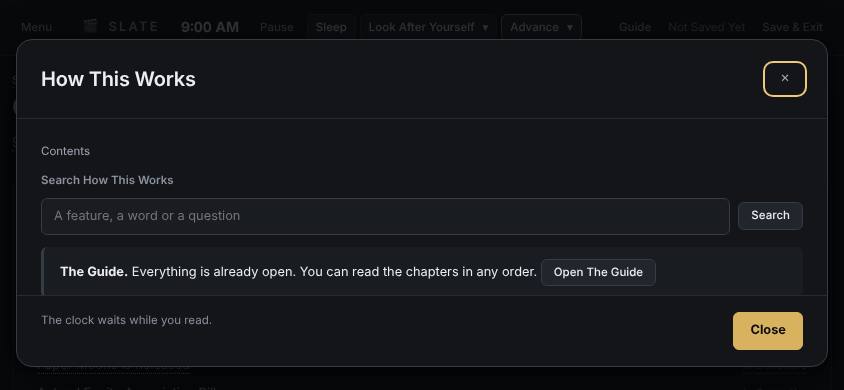 Menu
SLATE
9:00 AM
Pause
Sleep
Look After Yourself
Advance
Guide
Not Saved Yet
Save & Exit
How This Works
×
Contents
Search How This Works
A feature, a word or a question
Search
The Guide. Everything is already open. You can read the chapters in any order.
Open The Guide
The clock waits while you read.
Close